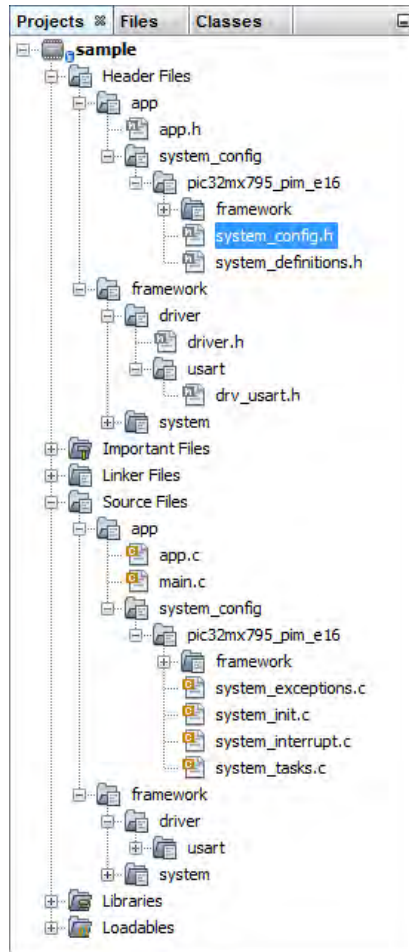 Projects Files Classes
sample
Header Files
app
app.h
system_config
pic32mx795_pim_e16
framework
system_config.h
system_definitions.h
framework
driver
driver.h
usart
drv_usart.h
system
Important Files
Linker Files
Source Files
app
app.c
main.c
system_config
pic32mx795_pim_e16
framework
system_exceptions.c
system_init.c
system_interrupt.c
system_tasks.c
framework
driver
usart
system
Libraries
Loadables